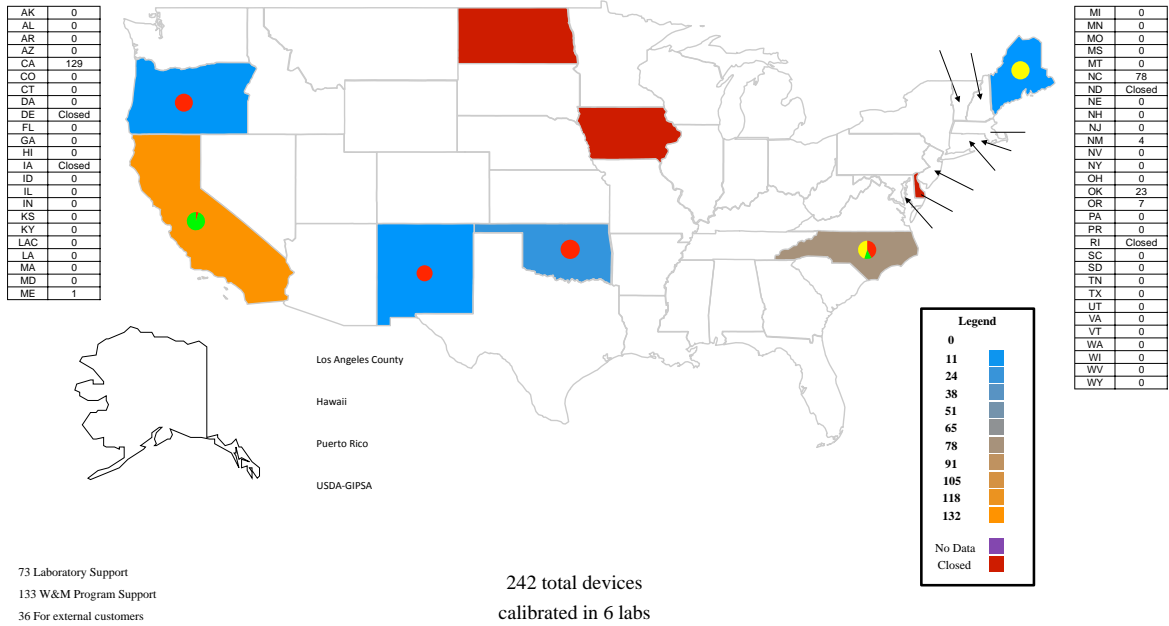 AK 0
AL 0
AR 0
AZ 0
CA 129
CO 0
CT 0
DA 0
DE Closed
FL 0
GA 0
HI 0
IA Closed
ID 0
IL 0
IN 0
KS 0
KY 0
LAC 0
LA 0
MA 0
MD 0
ME 1
MI 0
MN 0
MO 0
MS 0
MT 0
NC 78
ND Closed
NE 0
NH 0
NJ 0
NM 4
NV 0
NY 0
OH 0
OK 23
OR 7
PA 0
PR 0
RI Closed
SC 0
SD 0
TN 0
TX 0
UT 0
VA 0
VT 0
WA 0
WI 0
WV 0
WY 0
Los Angeles County
Hawaii
Puerto Rico
USDA-GIPSA
Legend
0
11
24
38
51
65
78
91
105
118
132
No Data
Closed
73 Laboratory Support
133 W&M Program Support
36 For external customers
242 total devices
calibrated in 6 labs